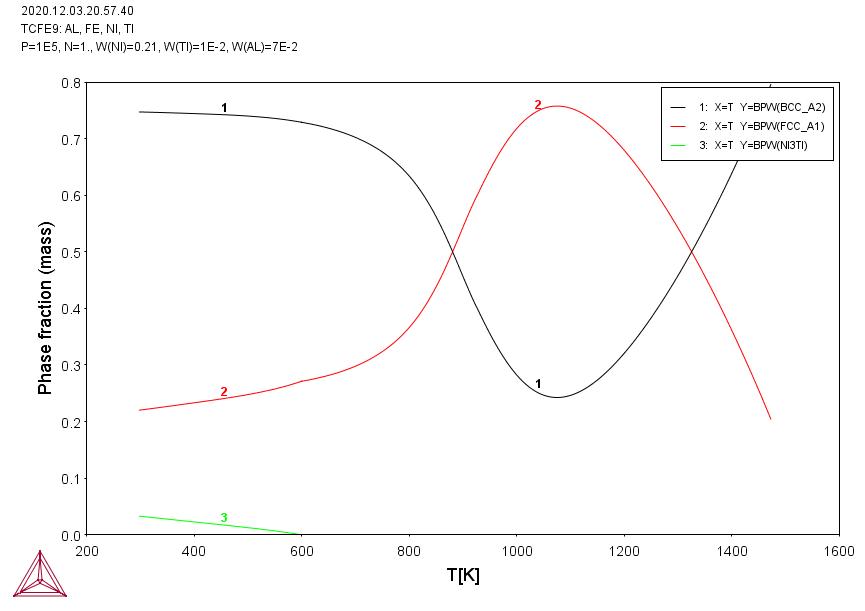 2020.12.03.20.57.40
TCFE9: AL, FE, NI, TI
P=1E5, N=1., W(NI)=0.21, W(TI)=1E-2, W(AL)=7E-2
1: X=T Y=BPW(BCC_A2)
2: X=T Y=BPW(FCC_A1)
3: X=T Y=BPW(NI3TI)
Phase fraction (mass)
0.8
0.7
0.6
0.5
0.4
0.3
0.2
0.1
0.0
1
2
2
1
3
200 400 600 800 1000 1200 1400 1600
T[K]